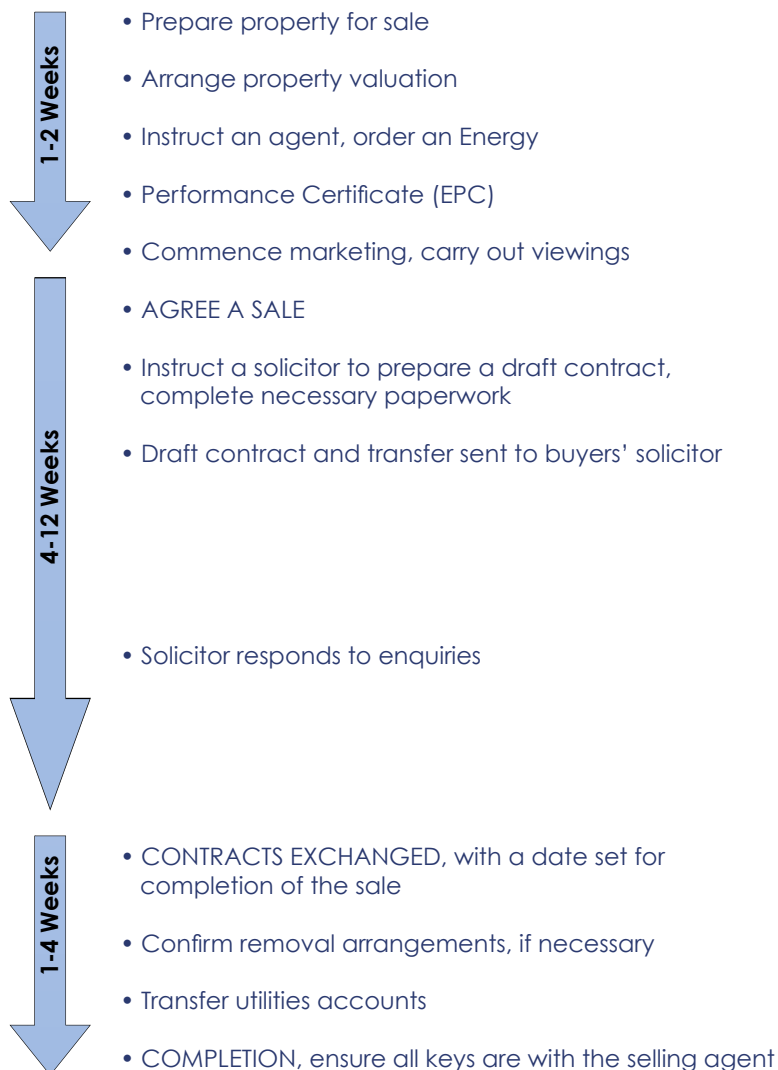 1-2 Weeks
• Prepare property for sale
• Arrange property valuation
• Instruct an agent, order an Energy
• Performance Certificate (EPC)
• Commence marketing, carry out viewings
4-12 Weeks
• AGREE A SALE
• Instruct a solicitor to prepare a draft contract,
complete necessary paperwork
• Draft contract and transfer sent to buyers’ solicitor
• Solicitor responds to enquiries
1-4 Weeks
• CONTRACTS EXCHANGED, with a date set for
completion of the sale
• Confirm removal arrangements, if necessary
• Transfer utilities accounts
• COMPLETION, ensure all keys are with the selling agent